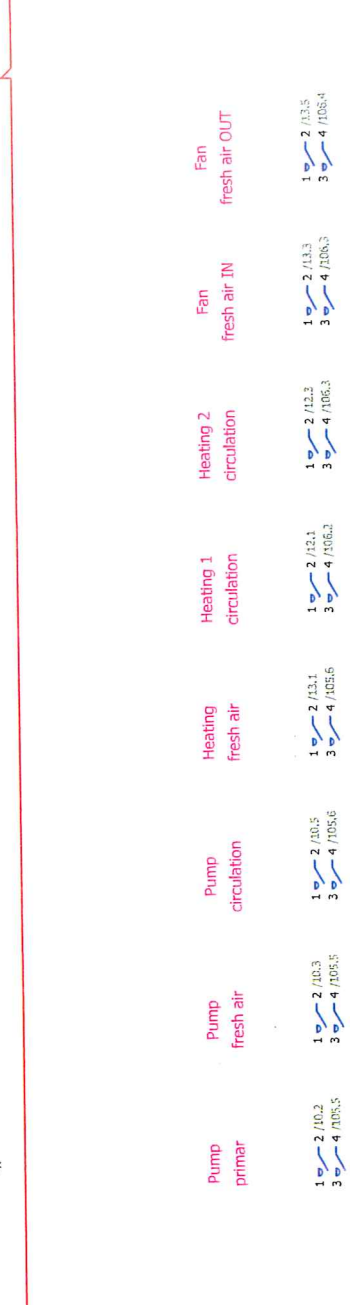 Pump
primar
1 2 /10.2
3 4 /105.5
Pump
fresh air
1 2 /10.3
3 4 /105.5
Pump
circulation
1 2 /10.5
3 4 /105.6
Heating
fresh air
1 2 /13.1
3 4 /105.6
Heating 1
circulation
1 2 /12.1
3 4 /106.2
Heating 2
circulation
1 2 /12.3
3 4 /106.3
Fan
fresh air IN
1 2 /13.3
3 4 /106.3
Fan
fresh air OUT
1 2 /13.5
3 4 /106.4